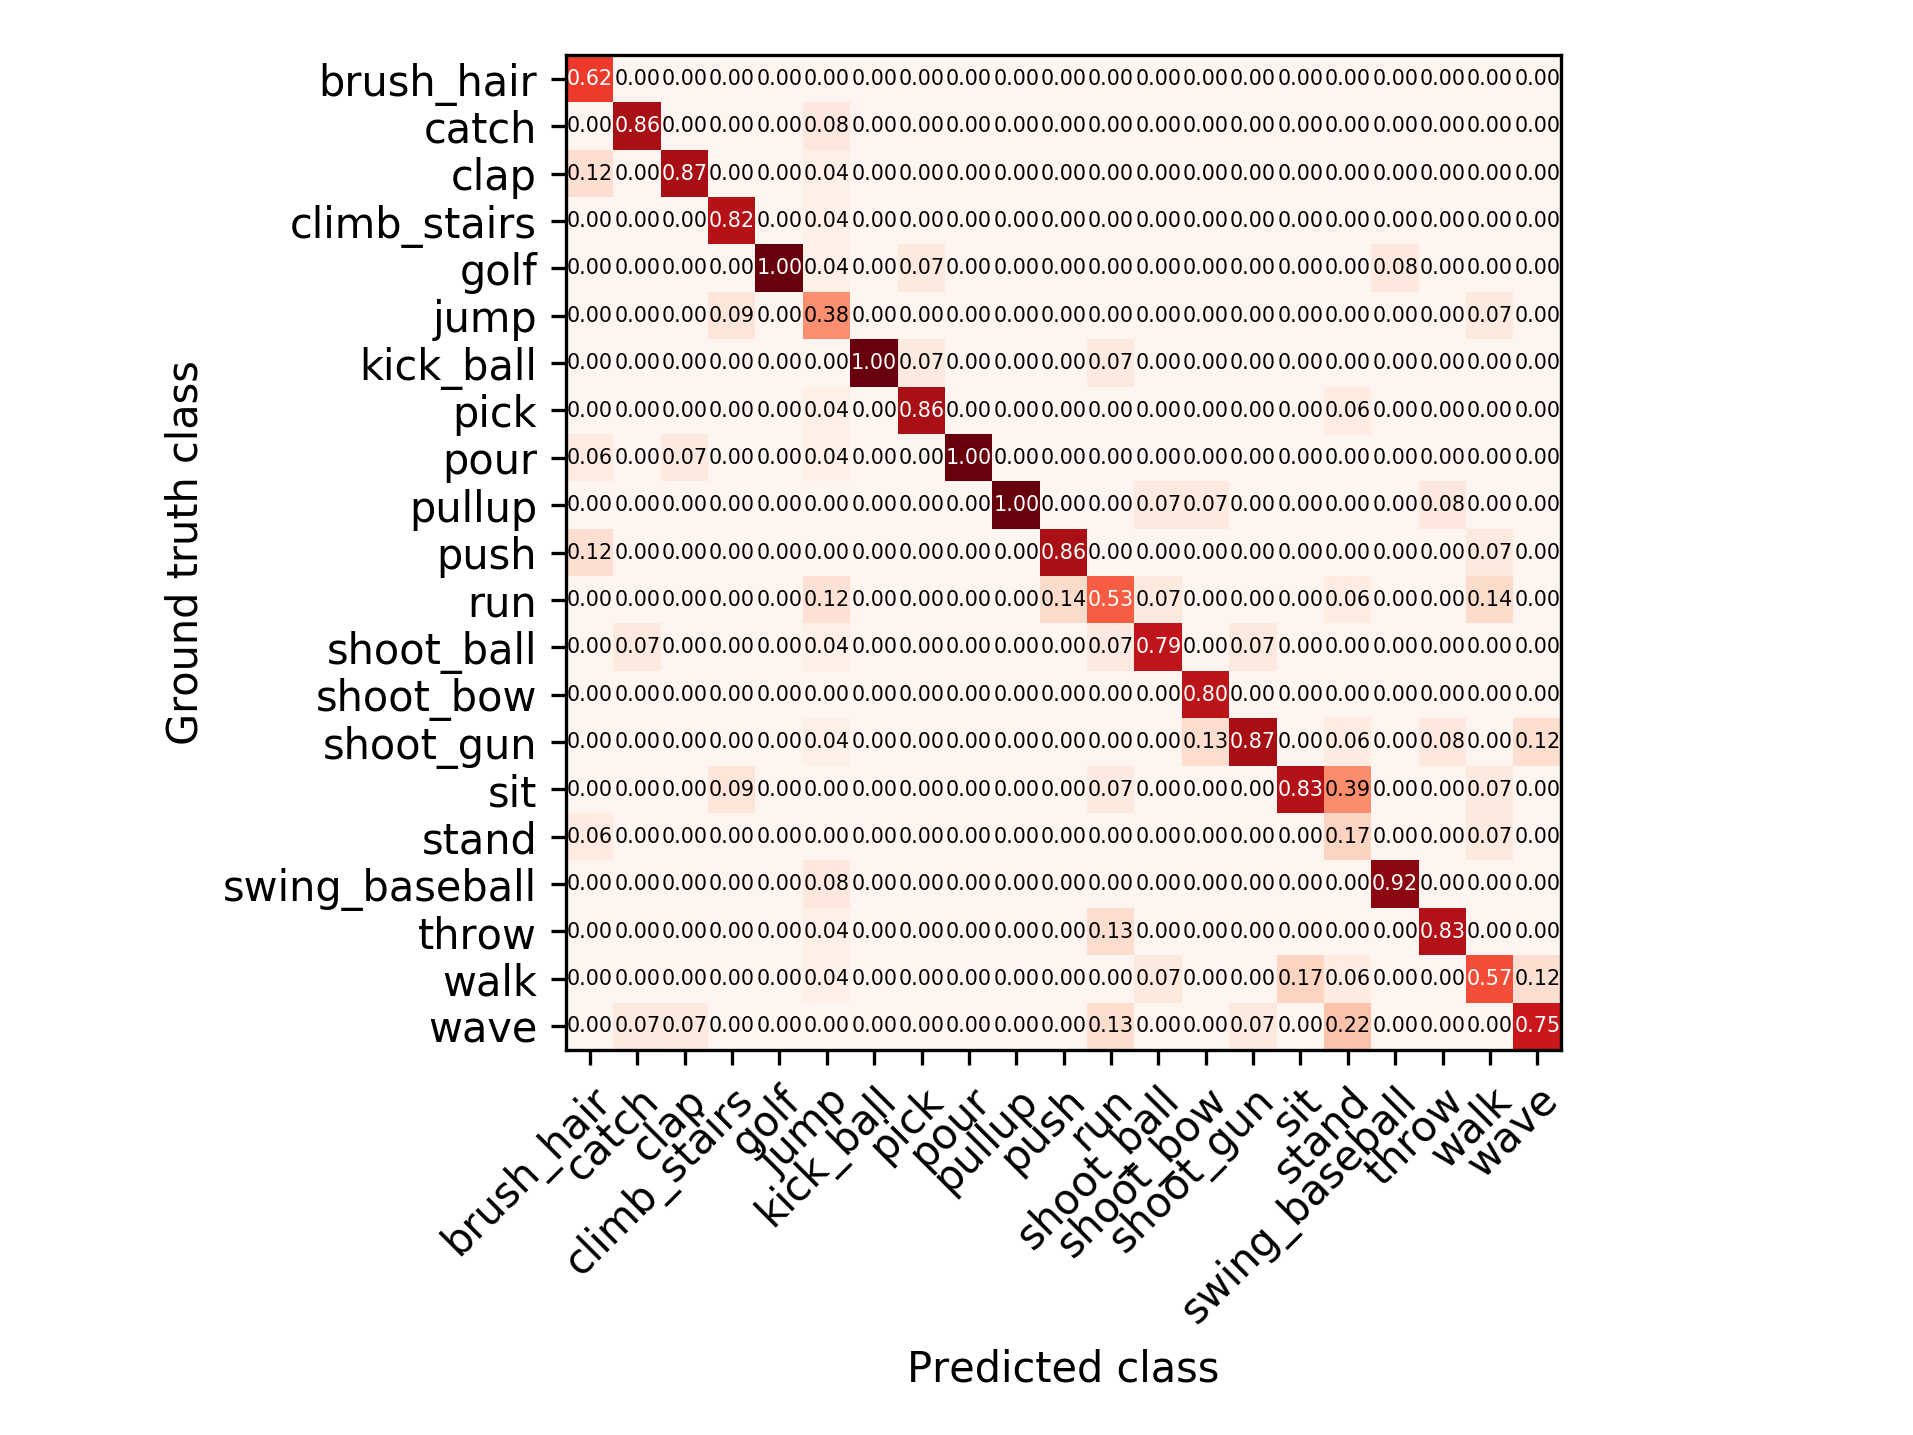 brush_hair 0.62 0.00 0.00 0.00 0.00 0.00 0.00 0.00 0.00 0.00 0.00 0.00 0.00 0.00 0.00 0.00 0.00 0.00 0.00 0.00 0.00
catch 0.00 0.86 0.00 0.00 0.00 0.08 0.00 0.00 0.00 0.00 0.00 0.00 0.00 0.00 0.00 0.00 0.00 0.00 0.00 0.00 0.00
clap 0.12 0.00 0.87 0.00 0.00 0.04 0.00 0.00 0.00 0.00 0.00 0.00 0.00 0.00 0.00 0.00 0.00 0.00 0.00 0.00 0.00
climb_stairs 0.00 0.00 0.00 0.82 0.00 0.04 0.00 0.00 0.00 0.00 0.00 0.00 0.00 0.00 0.00 0.00 0.00 0.00 0.00 0.00 0.00
golf 0.00 0.00 0.00 0.00 1.00 0.04 0.00 0.07 0.00 0.00 0.00 0.00 0.00 0.00 0.00 0.00 0.00 0.08 0.00 0.00 0.00
jump 0.00 0.00 0.00 0.09 0.00 0.38 0.00 0.00 0.00 0.00 0.00 0.00 0.00 0.00 0.00 0.00 0.00 0.00 0.00 0.07 0.00
kick_ball 0.00 0.00 0.00 0.00 0.00 0.00 1.00 0.07 0.00 0.00 0.00 0.07 0.00 0.00 0.00 0.00 0.00 0.00 0.00 0.00 0.00
pick 0.00 0.00 0.00 0.00 0.00 0.04 0.00 0.86 0.00 0.00 0.00 0.00 0.00 0.00 0.00 0.00 0.06 0.00 0.00 0.00 0.00
pour 0.06 0.00 0.07 0.00 0.00 0.04 0.00 0.00 1.00 0.00 0.00 0.00 0.00 0.00 0.00 0.00 0.00 0.00 0.00 0.00 0.00
pullup 0.00 0.00 0.00 0.00 0.00 0.00 0.00 0.00 0.00 1.00 0.00 0.00 0.07 0.07 0.00 0.00 0.00 0.00 0.08 0.00 0.00
push 0.12 0.00 0.00 0.00 0.00 0.00 0.00 0.00 0.00 0.00 0.86 0.00 0.00 0.00 0.00 0.00 0.00 0.00 0.00 0.07 0.00
run 0.00 0.00 0.00 0.00 0.00 0.12 0.00 0.00 0.00 0.00 0.14 0.53 0.07 0.00 0.00 0.00 0.06 0.00 0.00 0.14 0.00
shoot_ball 0.00 0.07 0.00 0.00 0.00 0.04 0.00 0.00 0.00 0.00 0.00 0.07 0.79 0.00 0.07 0.00 0.00 0.00 0.00 0.00 0.00
shoot_bow 0.00 0.00 0.00 0.00 0.00 0.00 0.00 0.00 0.00 0.00 0.00 0.00 0.00 0.80 0.00 0.00 0.00 0.00 0.00 0.00 0.00
shoot_gun 0.00 0.00 0.00 0.00 0.00 0.04 0.00 0.00 0.00 0.00 0.00 0.00 0.00 0.13 0.87 0.00 0.06 0.00 0.08 0.00 0.12
sit 0.00 0.00 0.00 0.09 0.00 0.00 0.00 0.00 0.00 0.00 0.00 0.07 0.00 0.00 0.00 0.83 0.39 0.00 0.00 0.07 0.00
stand 0.06 0.00 0.00 0.00 0.00 0.00 0.00 0.00 0.00 0.00 0.00 0.00 0.00 0.00 0.00 0.00 0.17 0.00 0.00 0.07 0.00
swing_baseball 0.00 0.00 0.00 0.00 0.00 0.08 0.00 0.00 0.00 0.00 0.00 0.00 0.00 0.00 0.00 0.00 0.00 0.92 0.00 0.00 0.00
throw 0.00 0.00 0.00 0.00 0.00 0.04 0.00 0.00 0.00 0.00 0.00 0.13 0.00 0.00 0.00 0.00 0.00 0.00 0.83 0.00 0.00
walk 0.00 0.00 0.00 0.00 0.00 0.04 0.00 0.00 0.00 0.00 0.00 0.00 0.07 0.00 0.00 0.17 0.06 0.00 0.00 0.57 0.12
wave 0.00 0.07 0.07 0.00 0.00 0.00 0.00 0.00 0.00 0.00 0.00 0.13 0.00 0.00 0.07 0.00 0.22 0.00 0.00 0.00 0.75
Ground truth class
brush_hair
catch
clap
climb_stairs
golf
jump
kick_ball
pick
pour
pullup
push
run
shoot_ball
shoot_bow
shoot_gun
sit
stand
swing_baseball
throw
walk
wave
Predicted class